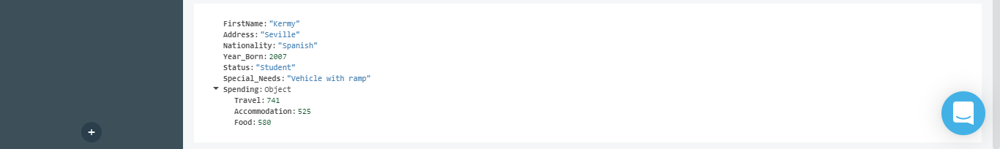 FirstName: "Kermy"
Address: "Seville"
Nationality: "Spanish"
Year_Born: 2007
Status: "Student"
Special_Needs: "Vehicle with ramp"
Spending: Object
Travel: 741
Accommodation: 525
Food: 580
+